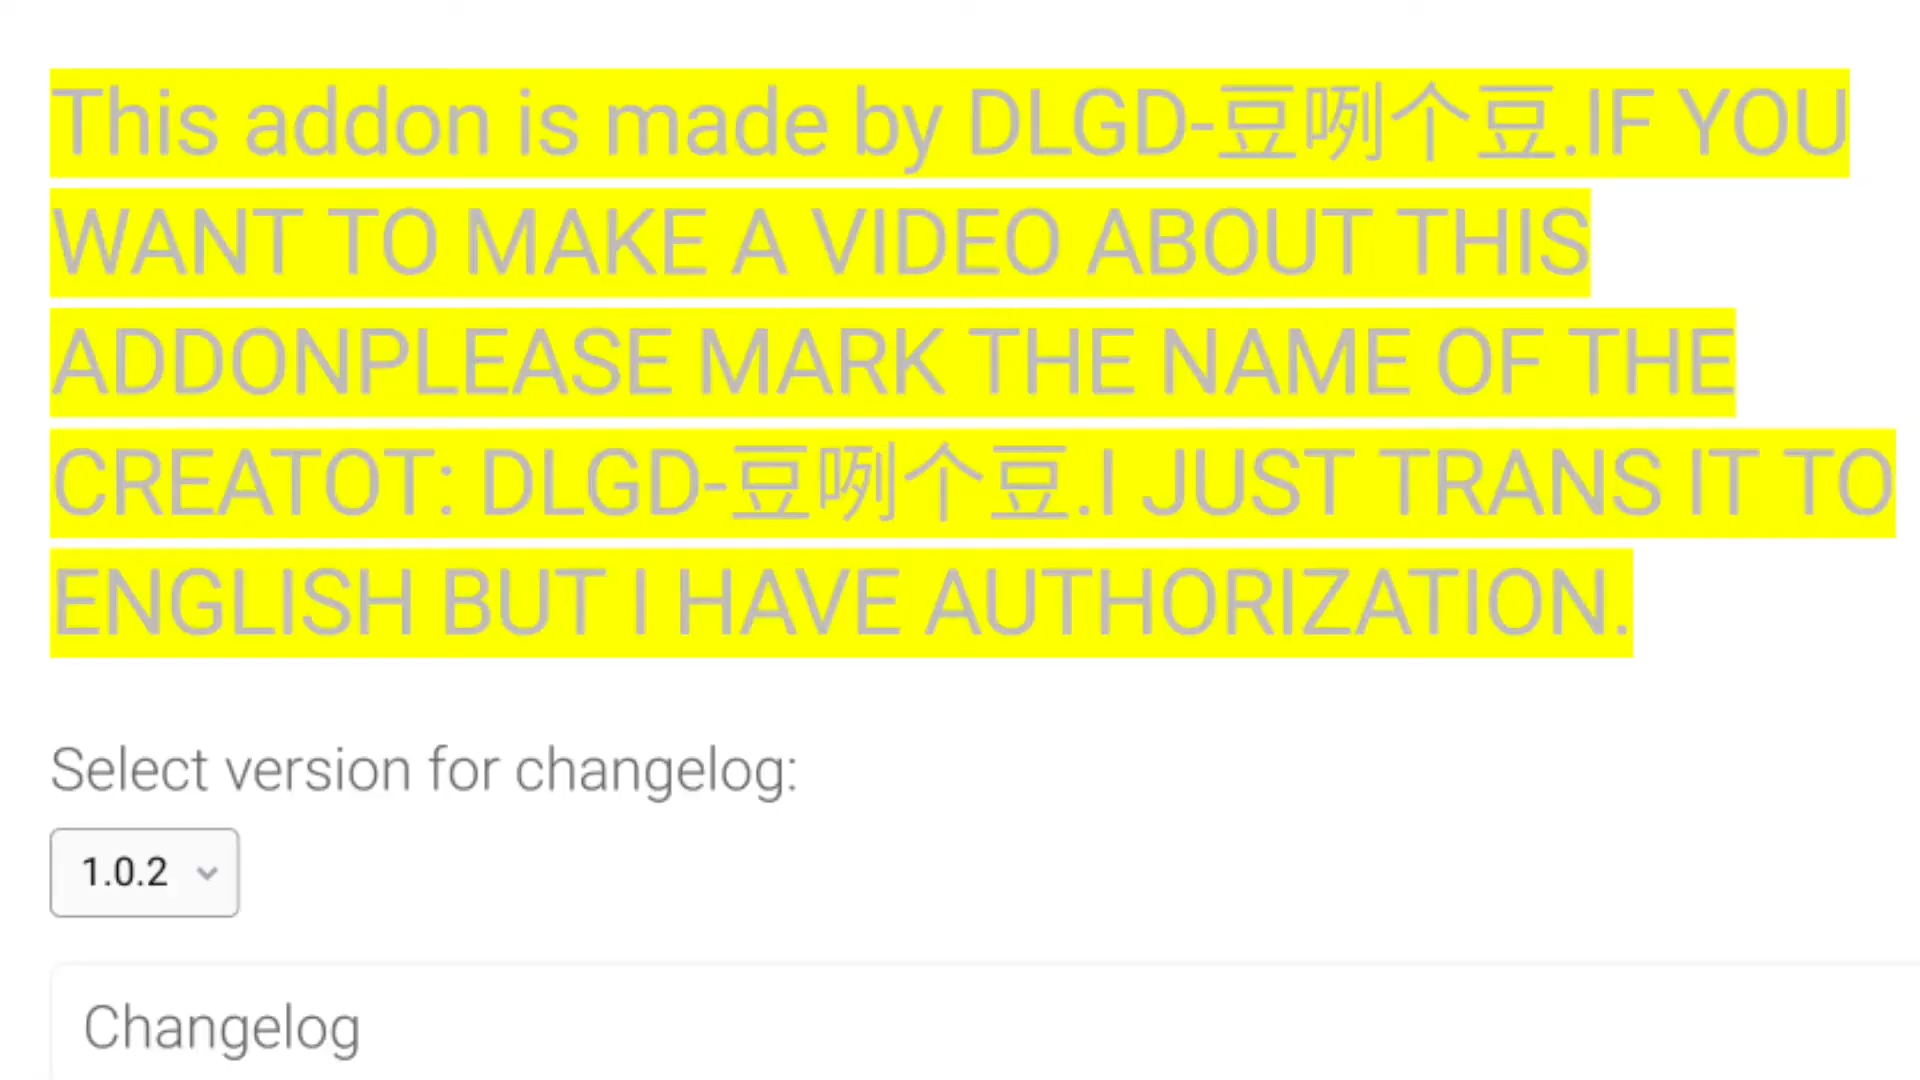 This addon is made by DLGD-豆咧个豆.IF YOU
WANT TO MAKE A VIDEO ABOUT THIS
ADDONPLEASE MARK THE NAME OF THE
CREATOT: DLGD-豆咧个豆.I JUST TRANS IT TO
ENGLISH BUT I HAVE AUTHORIZATION.
Select version for changelog:
1.0.2
Changelog